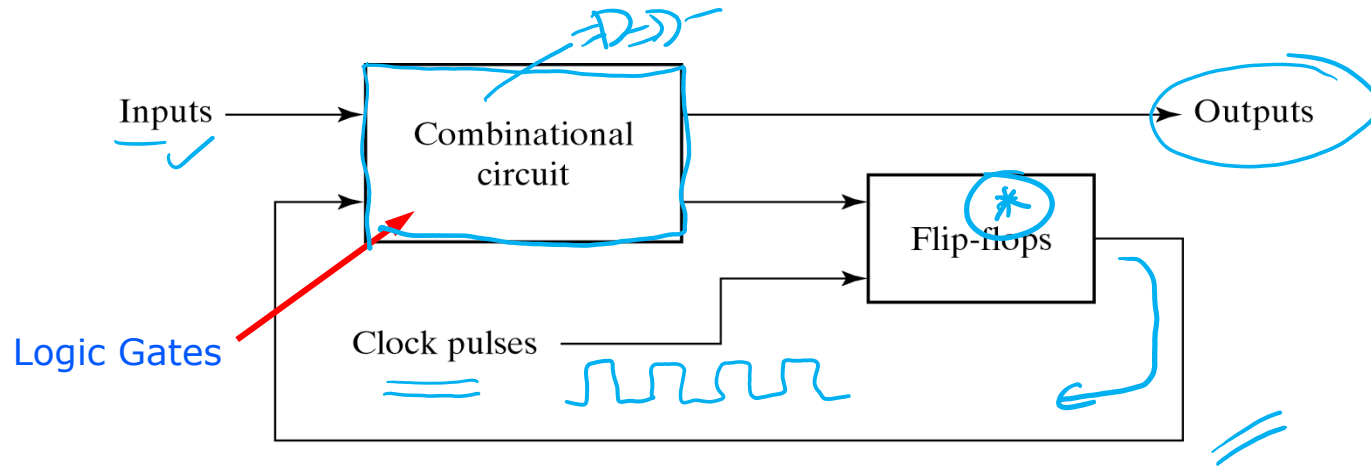 Inputs
Combinational
circuit
Outputs
Flip-flops
Logic Gates
Clock pulses